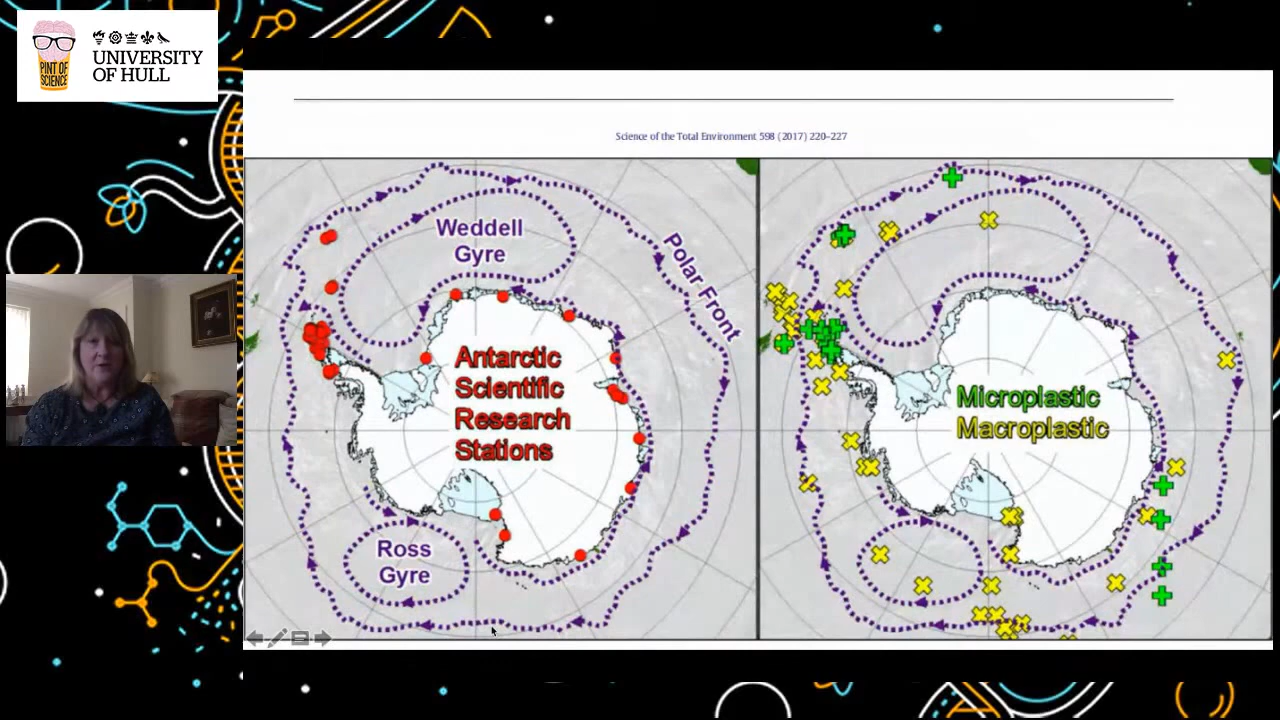 PINT OF
SCIENCE
UNIVERSITY
OF HULL
Science of the Total Environment 598 (2017) 220–227
Weddell
Gyre
Polar Front
Antarctic
Scientific
Research
Stations
Ross
Gyre
Microplastic
Macroplastic